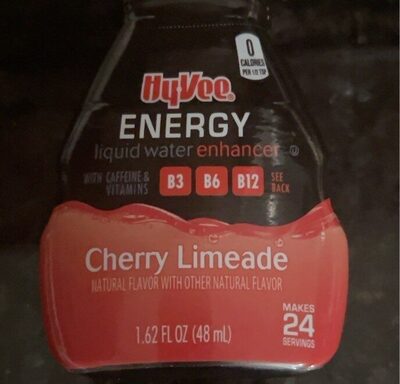 0
CALORIES
PER 1/2 TSP
HyVee®
ENERGY
liquid water enhancer
WITH CAFFEINE & VITAMINS B3 B6 B12 SEE BACK
Cherry Limeade
NATURAL FLAVOR WITH OTHER NATURAL FLAVOR
MAKES
24
SERVINGS
1.62 FL OZ (48 mL)